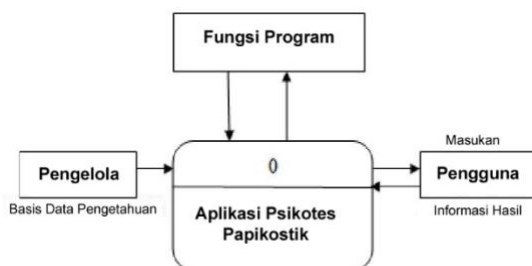 Fungsi Program
Masukan
Pengelola
0
Pengguna
Basis Data Pengetahuan
Aplikasi Psikotes
Papikostik
Informasi Hasil